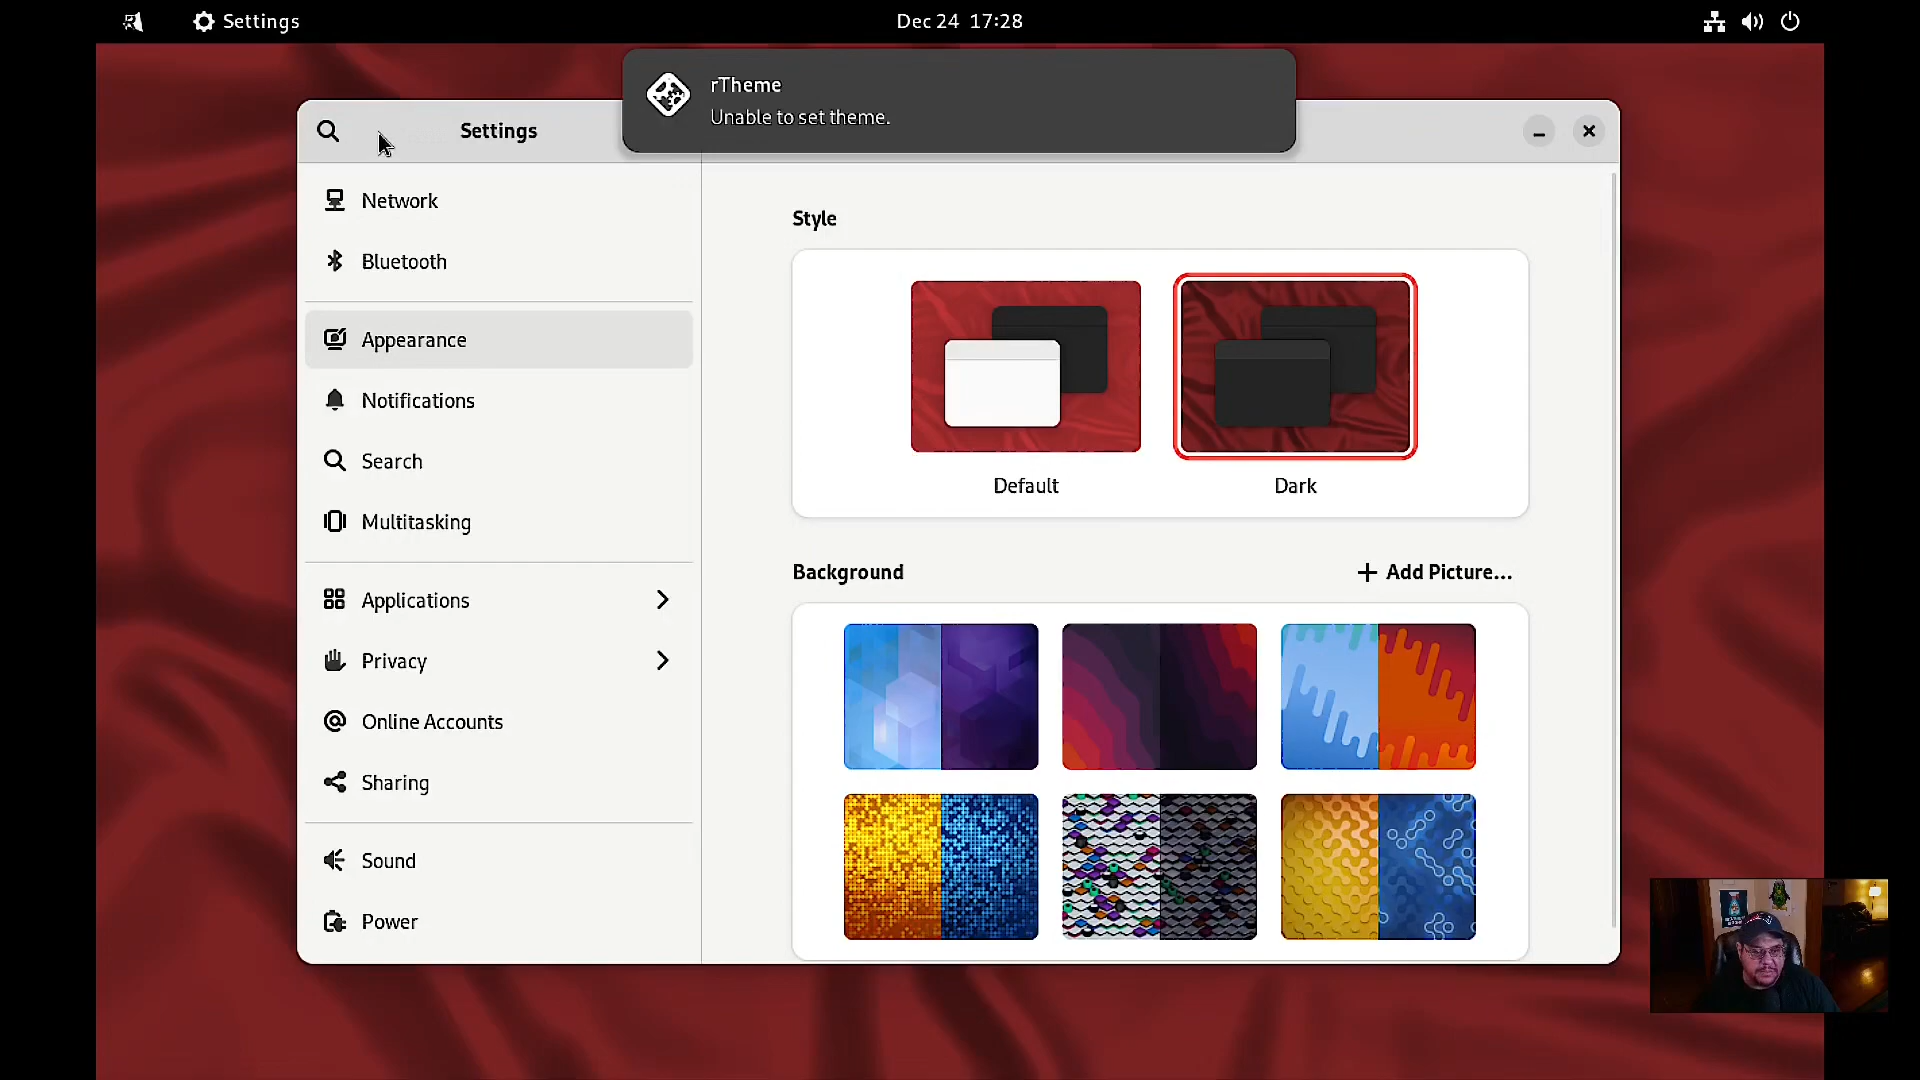 Settings
Dec 24 17:28
rTheme
Unable to set theme.
Settings
Network
Bluetooth
Appearance
Notifications
Search
Multitasking
Applications
Privacy
Online Accounts
Sharing
Sound
Power
Style
Default
Dark
Background
+ Add Picture...